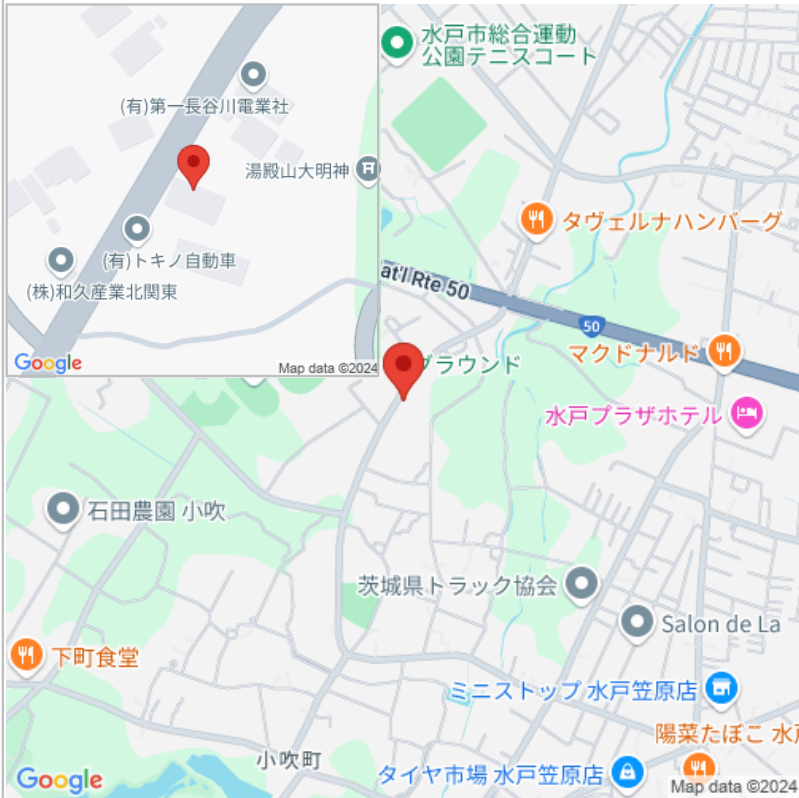 (有)第一長谷川電業社
湯殿山大明神
(有)トキノ自動車
(株)和久産業北関東
Google
Map data ©2024
水戸市総合運動
公園テニスコート
タヴェルナハンバーグ
at'l Rte 50
50
マクドナルド
グラウンド
水戸プラザホテル
石田農園 小吹
茨城県トラック協会
Salon de La
下町食堂
ミニストップ 水戸笠原店
陽菜たばこ 水戸
小吹町
タイヤ市場 水戸笠原店
Google
Map data ©2024